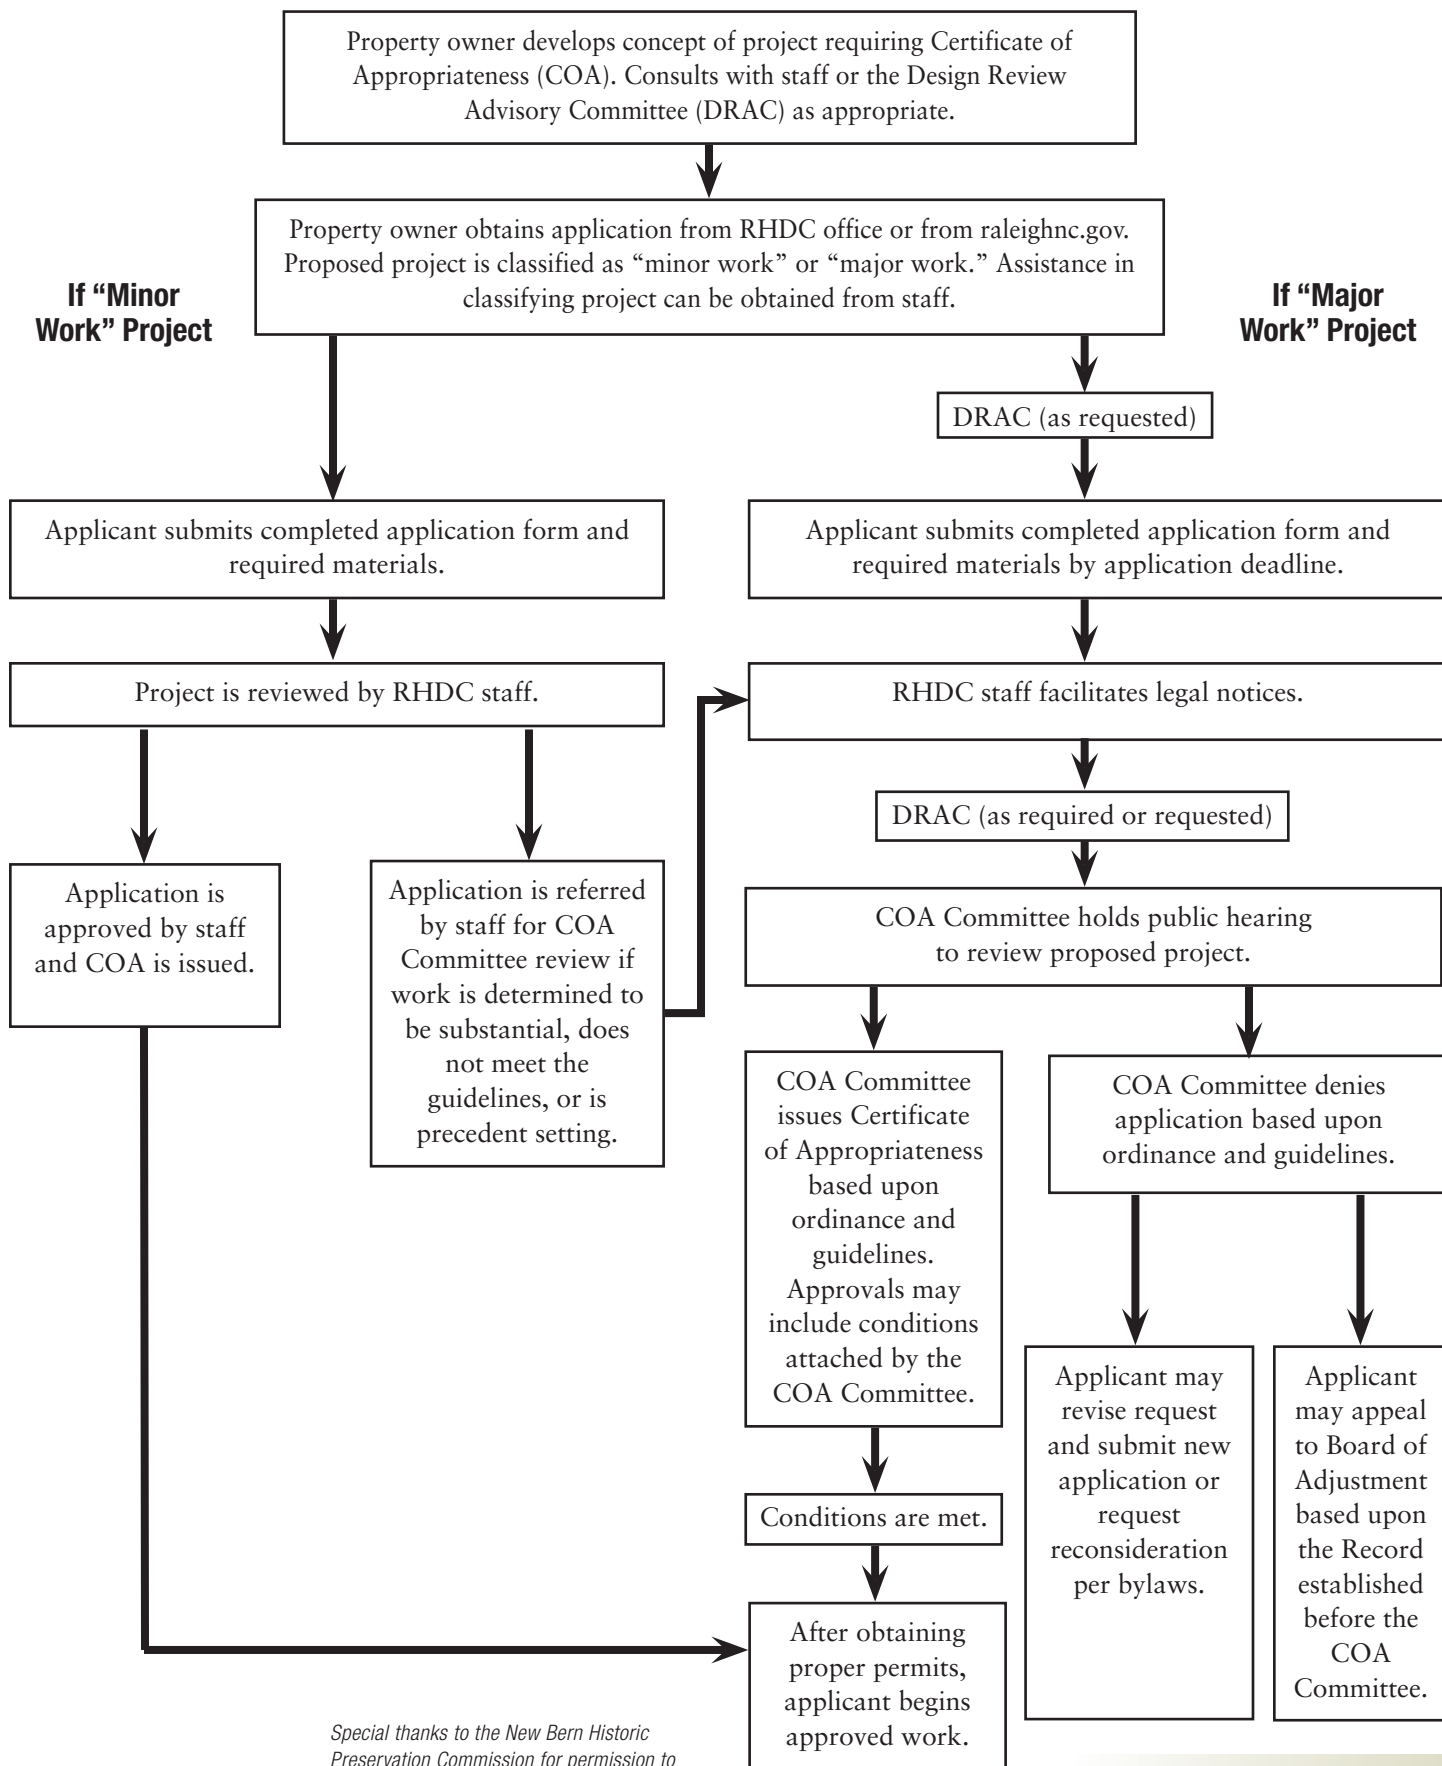 Property owner develops concept of project requiring Certificate of
Appropriateness (COA). Consults with staff or the Design Review
Advisory Committee (DRAC) as appropriate.
Property owner obtains application from RHDC office or from raleighnc.gov.
Proposed project is classified as “minor work” or “major work.” Assistance in
classifying project can be obtained from staff.
If “Minor
Work” Project
If “Major
Work” Project
DRAC (as requested)
Applicant submits completed application form and
required materials.
Applicant submits completed application form and
required materials by application deadline.
Project is reviewed by RHDC staff.
RHDC staff facilitates legal notices.
DRAC (as required or requested)
Application is
approved by staff
and COA is issued.
Application is referred
by staff for COA
Committee review if
work is determined to
be substantial, does
not meet the
guidelines, or is
precedent setting.
COA Committee holds public hearing
to review proposed project.
COA Committee
issues Certificate
of Appropriateness
based upon
ordinance and
guidelines.
Approvals may
include conditions
attached by the
COA Committee.
COA Committee denies
application based upon
ordinance and guidelines.
Applicant may
revise request
and submit new
application or
request
reconsideration
per bylaws.
Applicant
may appeal
to Board of
Adjustment
based upon
the Record
established
before the
COA
Committee.
Conditions are met.
After obtaining
proper permits,
applicant begins
approved work.
Special thanks to the New Bern Historic
Preservation Commission for permission to